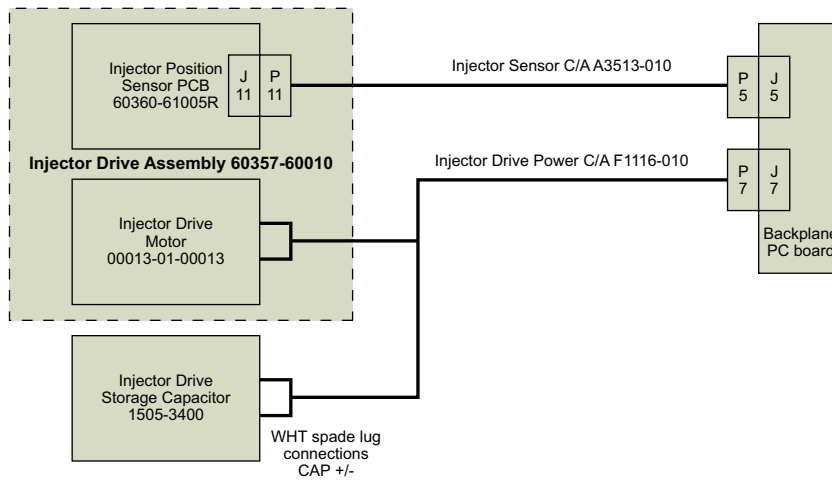 Injector Position
Sensor PCB
60360-61005R
J
11
P
11
Injector Sensor C/A A3513-010
P
5
J
5
Injector Drive Assembly 60357-60010
Injector Drive Power C/A F1116-010
P
7
J
7
Injector Drive
Motor
00013-01-00013
Backplane
PC board
Injector Drive
Storage Capacitor
1505-3400
WHT spade lug
connections
CAP +/-